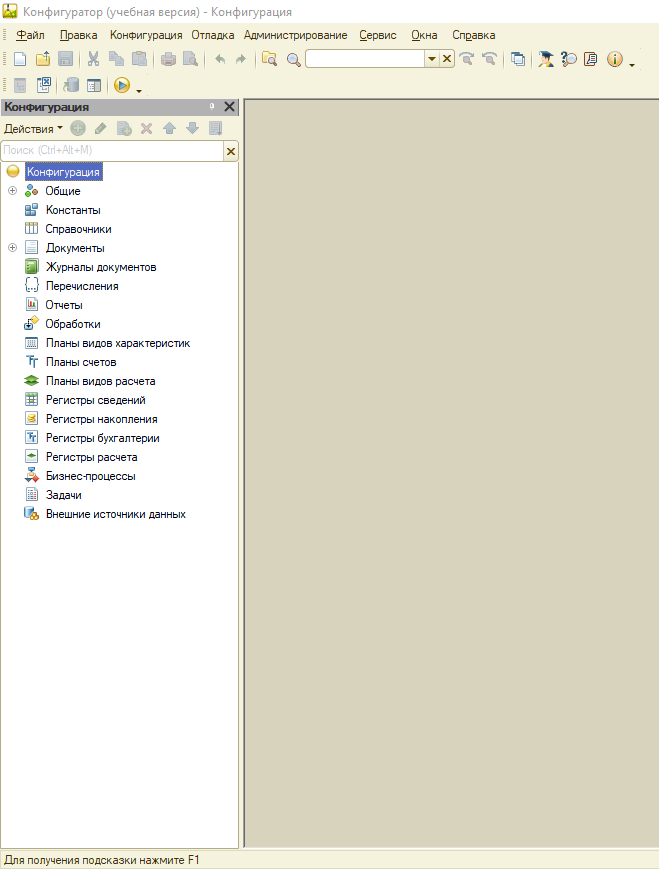 Конфигуратор (учебная версия) - Конфигурация
Файл Правка Конфигурация Отладка Администрирование Сервис Окна Справка
Конфигурация
Действия
Поиск (Ctrl+Alt+M)
Конфигурация
Общие
Константы
Справочники
Документы
Журналы документов
Перечисления
Отчеты
Обработки
Планы видов характеристик
Планы счетов
Планы видов расчета
Регистры сведений
Регистры накопления
Регистры бухгалтерии
Регистры расчета
Бизнес-процессы
Задачи
Внешние источники данных
Для получения подсказки нажмите F1